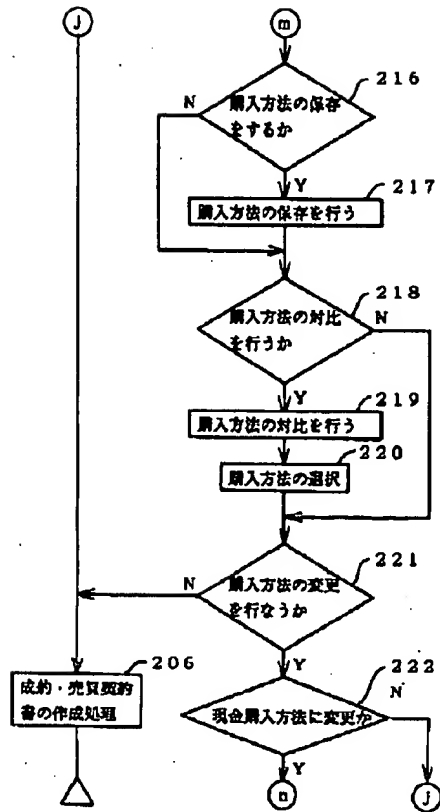 J
m
216
購入方法の保存
をするか
N
Y
217
購入方法の保存を行う
218
購入方法の対比
を行うか
N
Y
219
購入方法の対比を行う
220
購入方法の選択
221
購入方法の変更
を行なうか
N
Y
206
成約・売買契約
書の作成処理
222
現金購入方法に変更か
N
Y
n
j